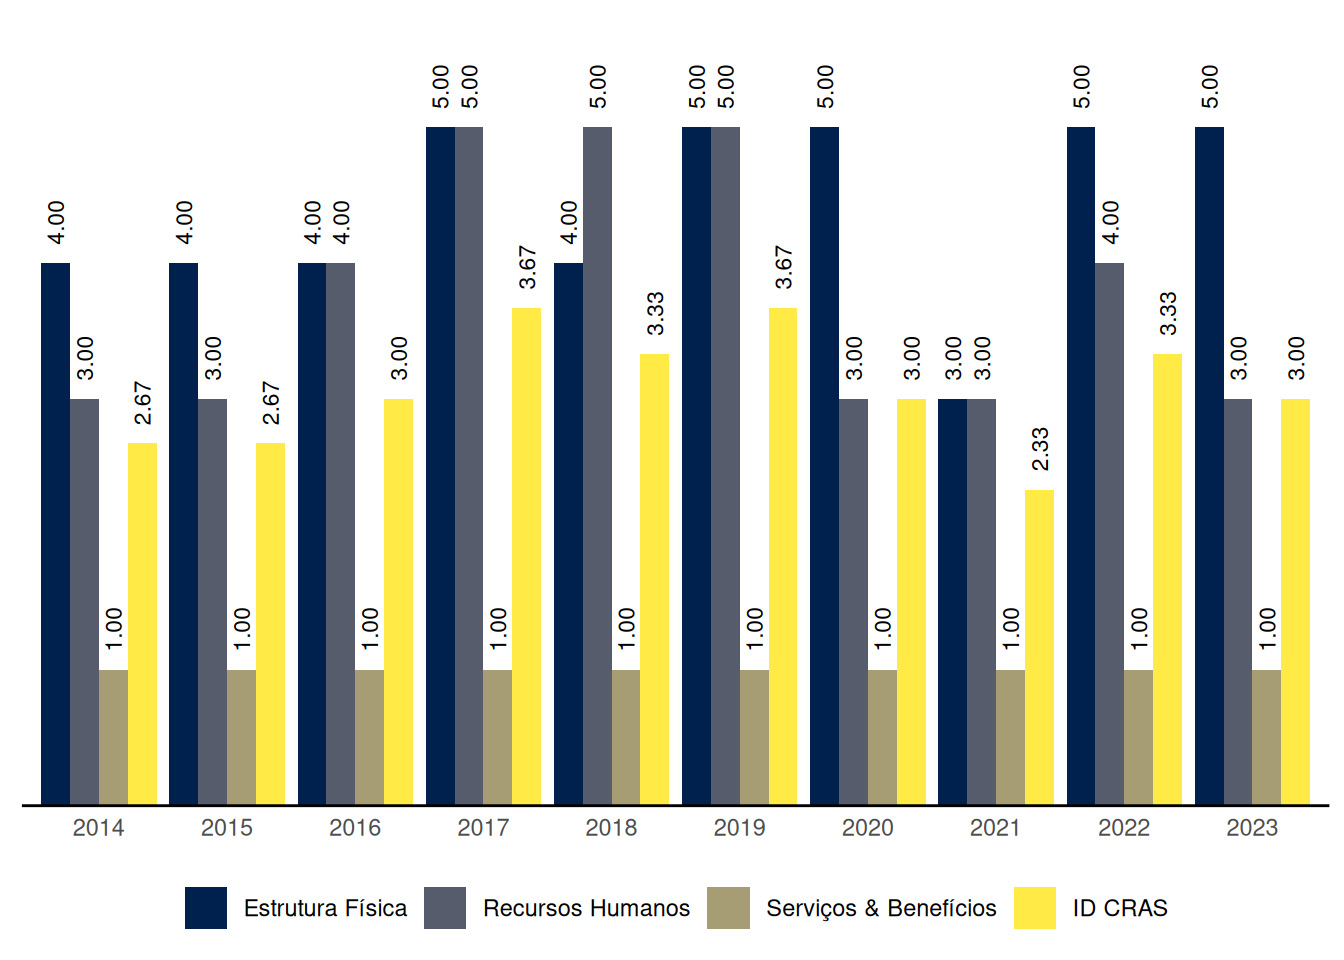 5.00 5.00 5.00 5.00 5.00 5.00 5.00 5.00
4.00 4.00 4.00 4.00 4.00 4.00
3.67 3.67
3.33 3.33
3.00 3.00 3.00 3.00 3.00 3.00 3.00 3.00 3.00
2.67 2.67
2.33
1.00 1.00 1.00 1.00 1.00 1.00 1.00 1.00 1.00 1.00
2014 2015 2016 2017 2018 2019 2020 2021 2022 2023
Estrutura Física Recursos Humanos Serviços & Benefícios ID CRAS